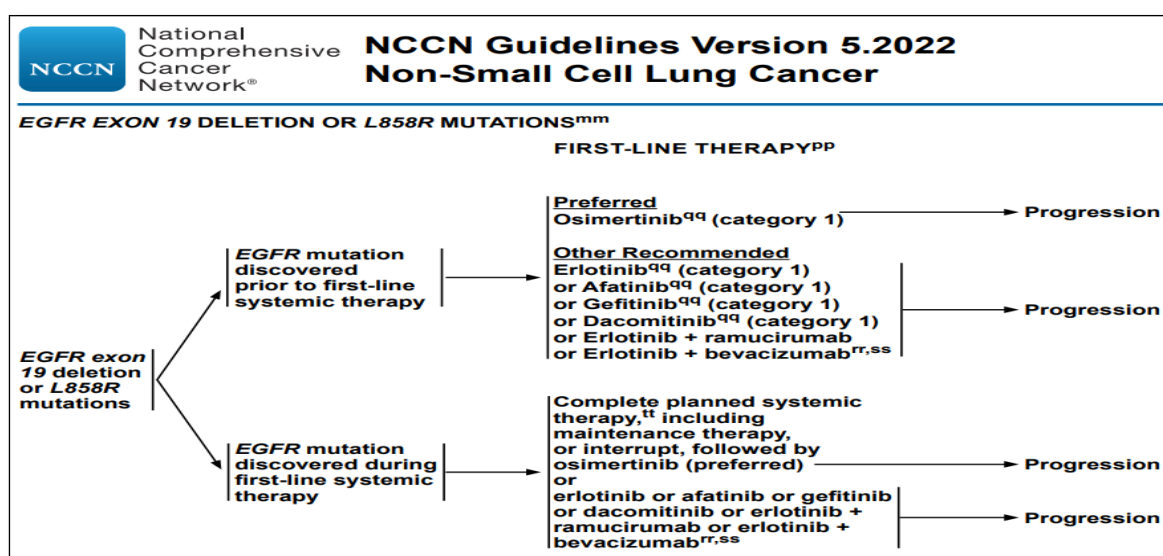 NCCN
National
Comprehensive
Cancer
Network®
NCCN Guidelines Version 5.2022
Non-Small Cell Lung Cancer
EGFR EXON 19 DELETION OR L858R MUTATIONSmm
FIRST-LINE THERAPYpp
EGFR exon
19 deletion
or L858R
mutations
EGFR mutation
discovered
prior to first-line
systemic therapy
Preferred
Osimertinibqq (category 1)
Progression
Other Recommended
Erlotinibqq (category 1)
or Afatinibqq (category 1)
or Gefitinibqq (category 1)
or Dacomitinibqq (category 1)
or Erlotinib + ramucirumab
or Erlotinib + bevacizumabrr,ss
Progression
EGFR mutation
discovered during
first-line systemic
therapy
Complete planned systemic
therapy,tt including
maintenance therapy,
or interrupt, followed by
osimertinib (preferred)
Progression
or
erlotinib or afatinib or gefitinib
or dacomitinib or erlotinib +
ramucirumab or erlotinib +
bevacizumabrr,ss
Progression